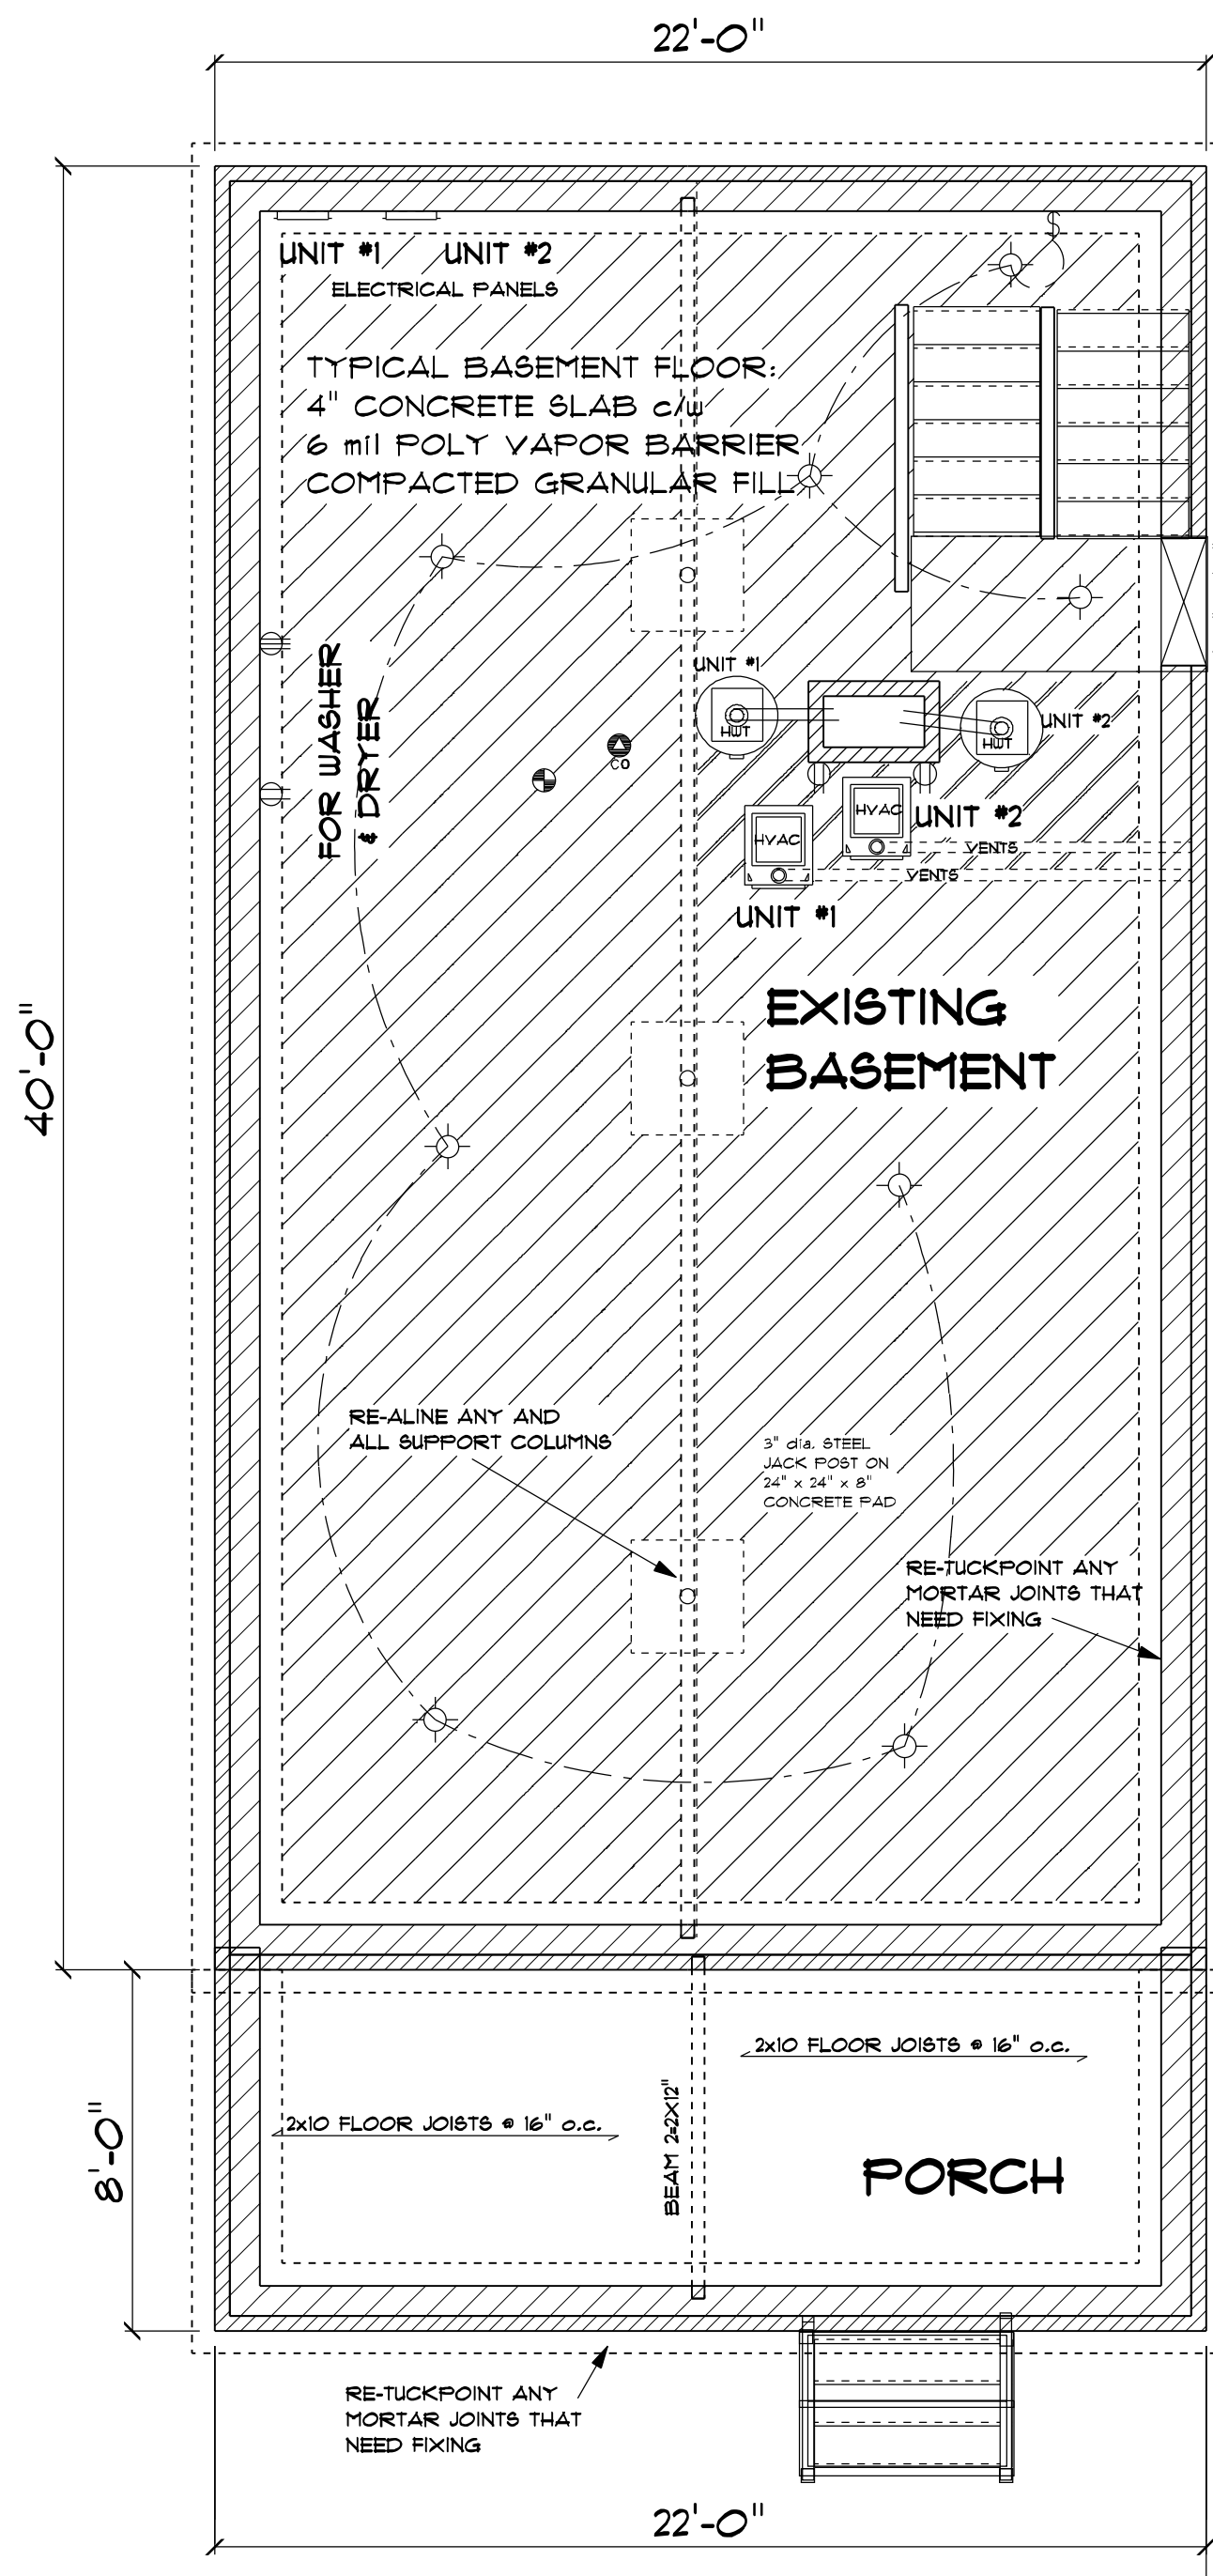 22'-0"
$
UNIT #1 UNIT #2
ELECTRICAL PANELS
TYPICAL BASEMENT FLOOR:
4" CONCRETE SLAB c/w
6 mil POLY VAPOR BARRIER
COMPACTED GRANULAR FILL
FOR WASHER
& DRYER
CO
UNIT #1
HWT
UNIT #2
HWT
HVAC
UNIT #2
VENTS
HVAC
VENTS
UNIT #1
EXISTING
BASEMENT
40'-0"
RE-ALINE ANY AND
ALL SUPPORT COLUMNS
3" dia. STEEL
JACK POST ON
24" x 24" x 8"
CONCRETE PAD
RE-TUCKPOINT ANY
MORTAR JOINTS THAT
NEED FIXING
2x10 FLOOR JOISTS @ 16" o.c.
2x10 FLOOR JOISTS @ 16" o.c.
BEAM 2=2X12"
PORCH
8'-0"
RE-TUCKPOINT ANY
MORTAR JOINTS THAT
NEED FIXING
22'-0"